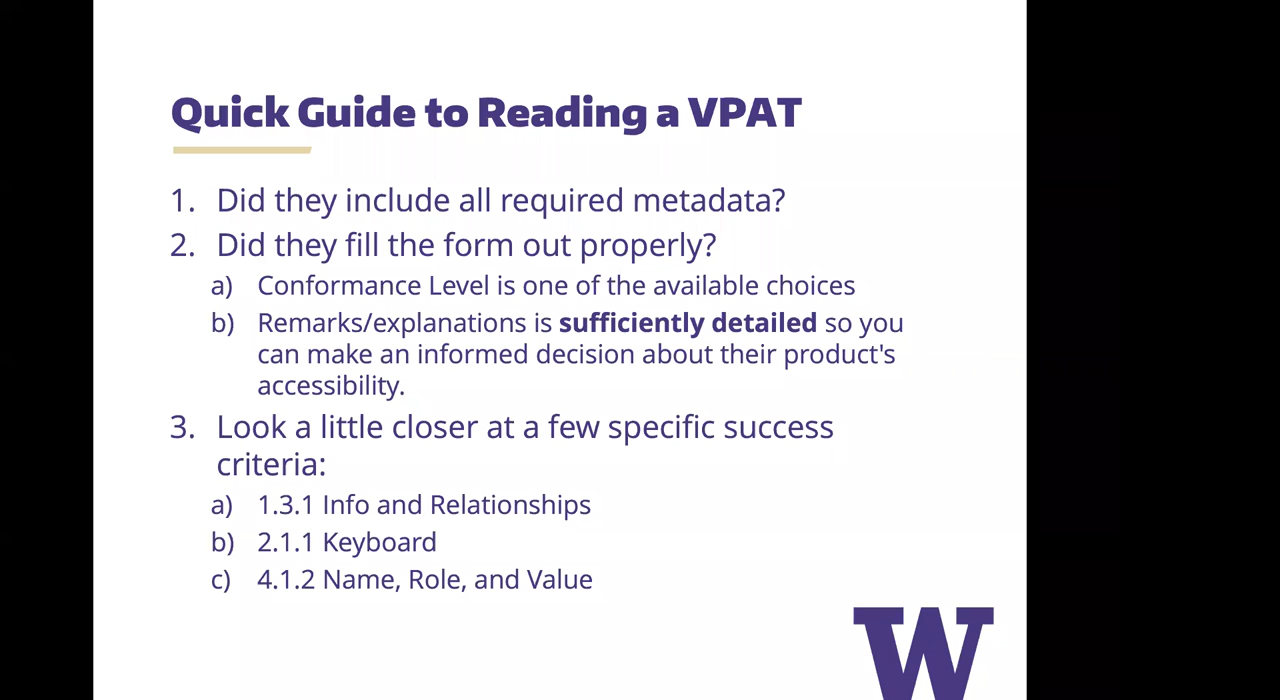 Quick Guide to Reading a VPAT
1. Did they include all required metadata?
2. Did they fill the form out properly?
a) Conformance Level is one of the available choices
b) Remarks/explanations is sufficiently detailed so you
can make an informed decision about their product's
accessibility.
3. Look a little closer at a few specific success
criteria:
a) 1.3.1 Info and Relationships
b) 2.1.1 Keyboard
c) 4.1.2 Name, Role, and Value
W